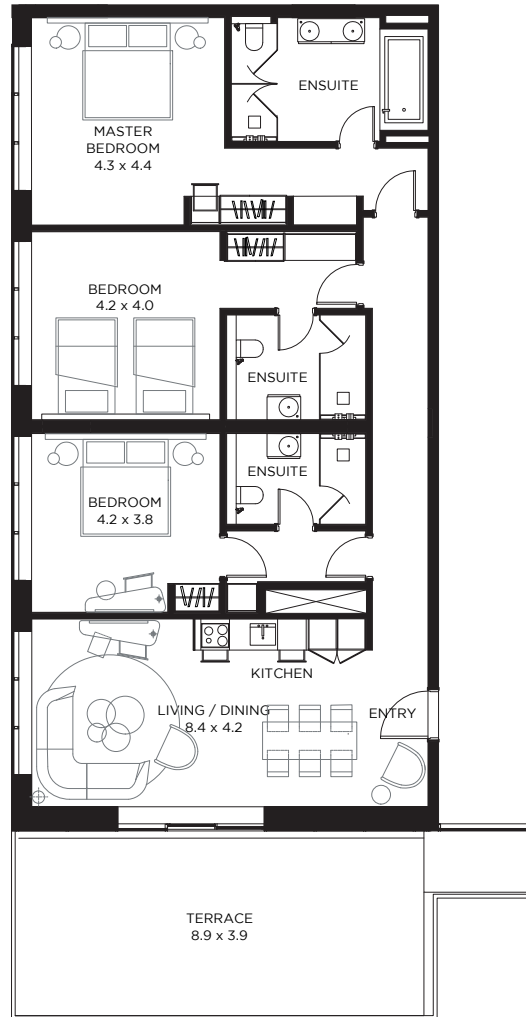 ENSUITE
MASTER
BEDROOM
4.3 x 4.4
BEDROOM
4.2 x 4.0
ENSUITE
ENSUITE
BEDROOM
4.2 x 3.8
KITCHEN
LIVING / DINING
8.4 x 4.2
ENTRY
TERRACE
8.9 x 3.9